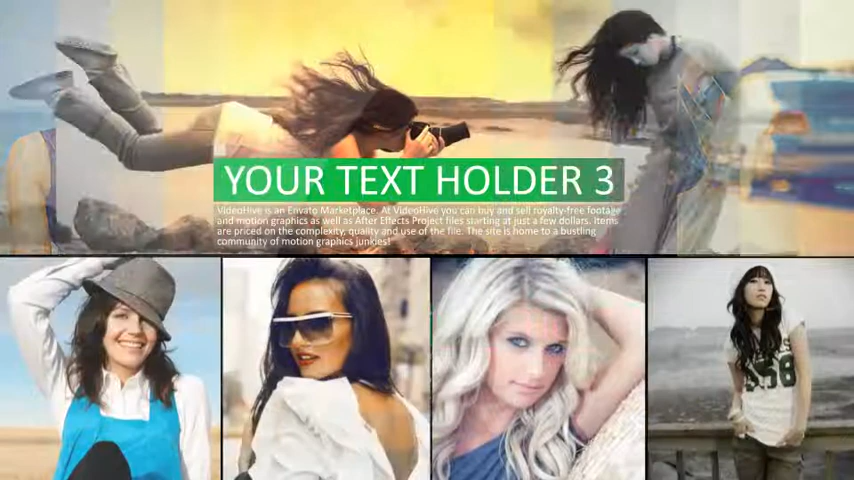 YOUR TEXT HOLDER 3
VideoHive is an Envato Marketplace. At VideoHive you can buy and sell royalty-free footage
and motion graphics as well as After Effects Project files starting at just a few dollars. Items
are priced on the complexity, quality and use of the file. The site is home to a bustling
community of motion graphics junkies!
58